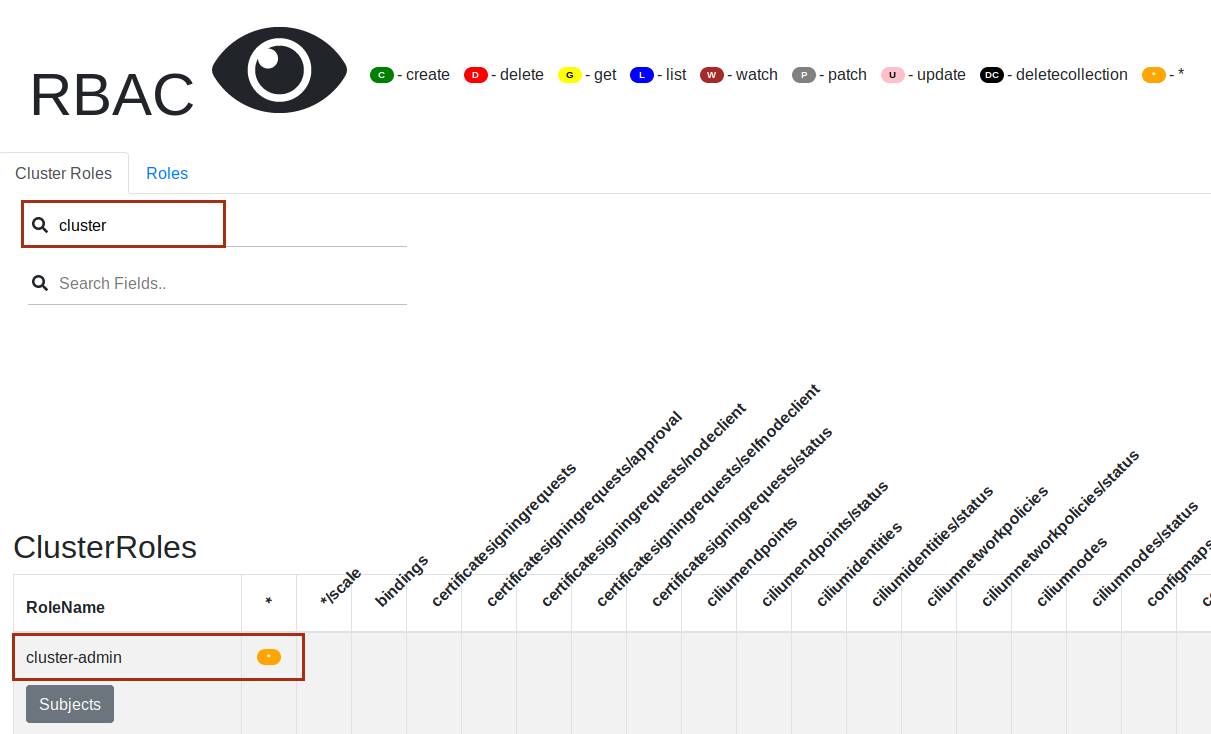 RBAC
C - create D - delete G - get L - list W - watch P - patch U - update DC - deletecollection * - *
Cluster Roles Roles
cluster
Search Fields..
ClusterRoles
RoleName
*
*/scale
bindings
certificatesigningrequests
certificatesigningrequests/approval
certificatesigningrequests/nodeclient
certificatesigningrequests/selfnodeclient
certificatesigningrequests/status
ciliumendpoints
ciliumendpoints/status
ciliumidentities
ciliumidentities/status
ciliumnetworkpolicies
ciliumnetworkpolicies/status
ciliumnodes
ciliumnodes/status
configmaps
cluster-admin *
Subjects